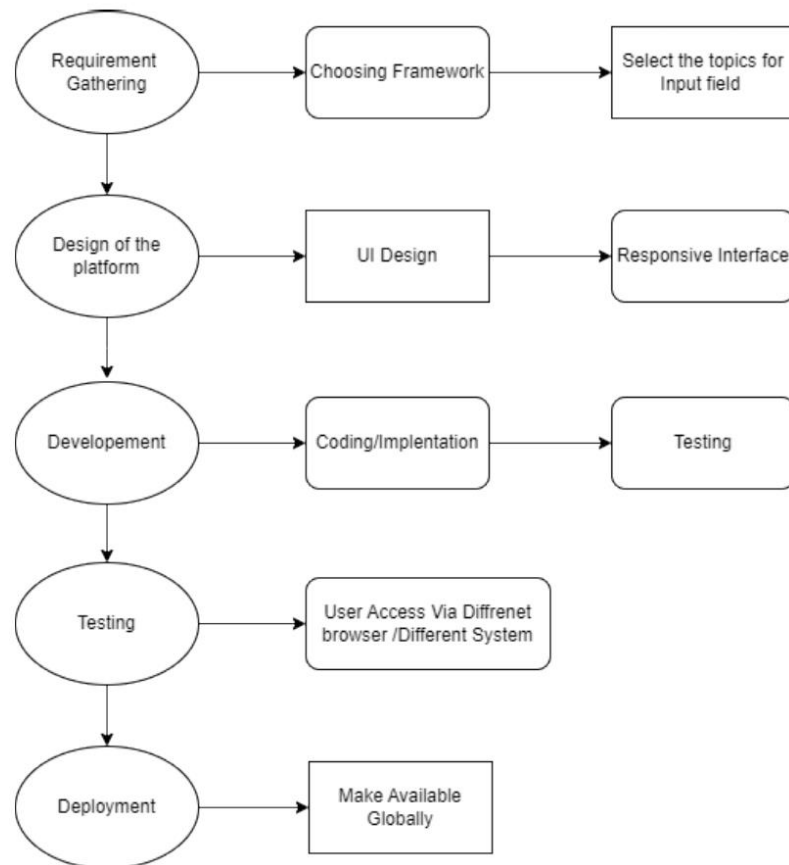 Requirement
Gathering
Choosing Framework
Select the topics for
Input field
Design of the
platform
UI Design
Responsive Interface
Developement
Coding/Implentation
Testing
Testing
User Access Via Diffrenet
browser /Different System
Deployment
Make Available
Globally